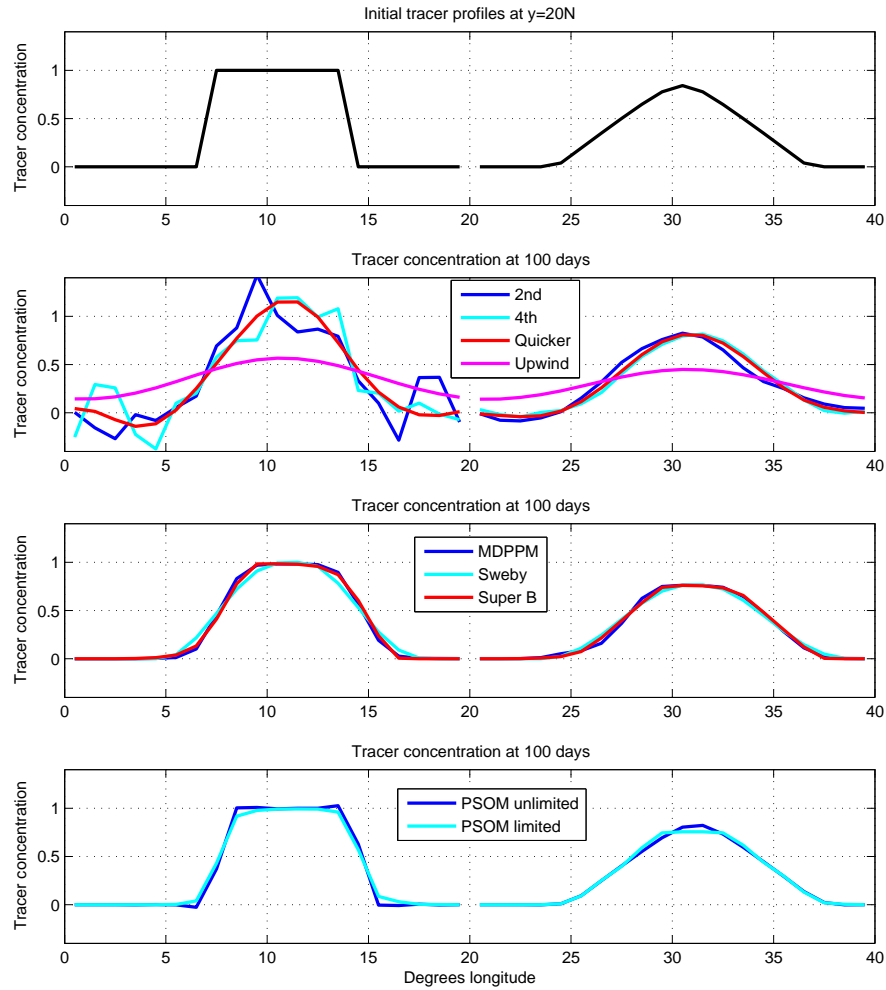 Initial tracer profiles at y=20N
Tracer concentration
1
0.5
0
0 5 10 15 20 25 30 35 40
Tracer concentration at 100 days
Tracer concentration
1
0.5
0
2nd
4th
Quicker
Upwind
0 5 10 15 20 25 30 35 40
Tracer concentration at 100 days
Tracer concentration
1
0.5
0
MDPPM
Sweby
Super B
0 5 10 15 20 25 30 35 40
Tracer concentration at 100 days
Tracer concentration
1
0.5
0
PSOM unlimited
PSOM limited
0 5 10 15 20 25 30 35 40
Degrees longitude